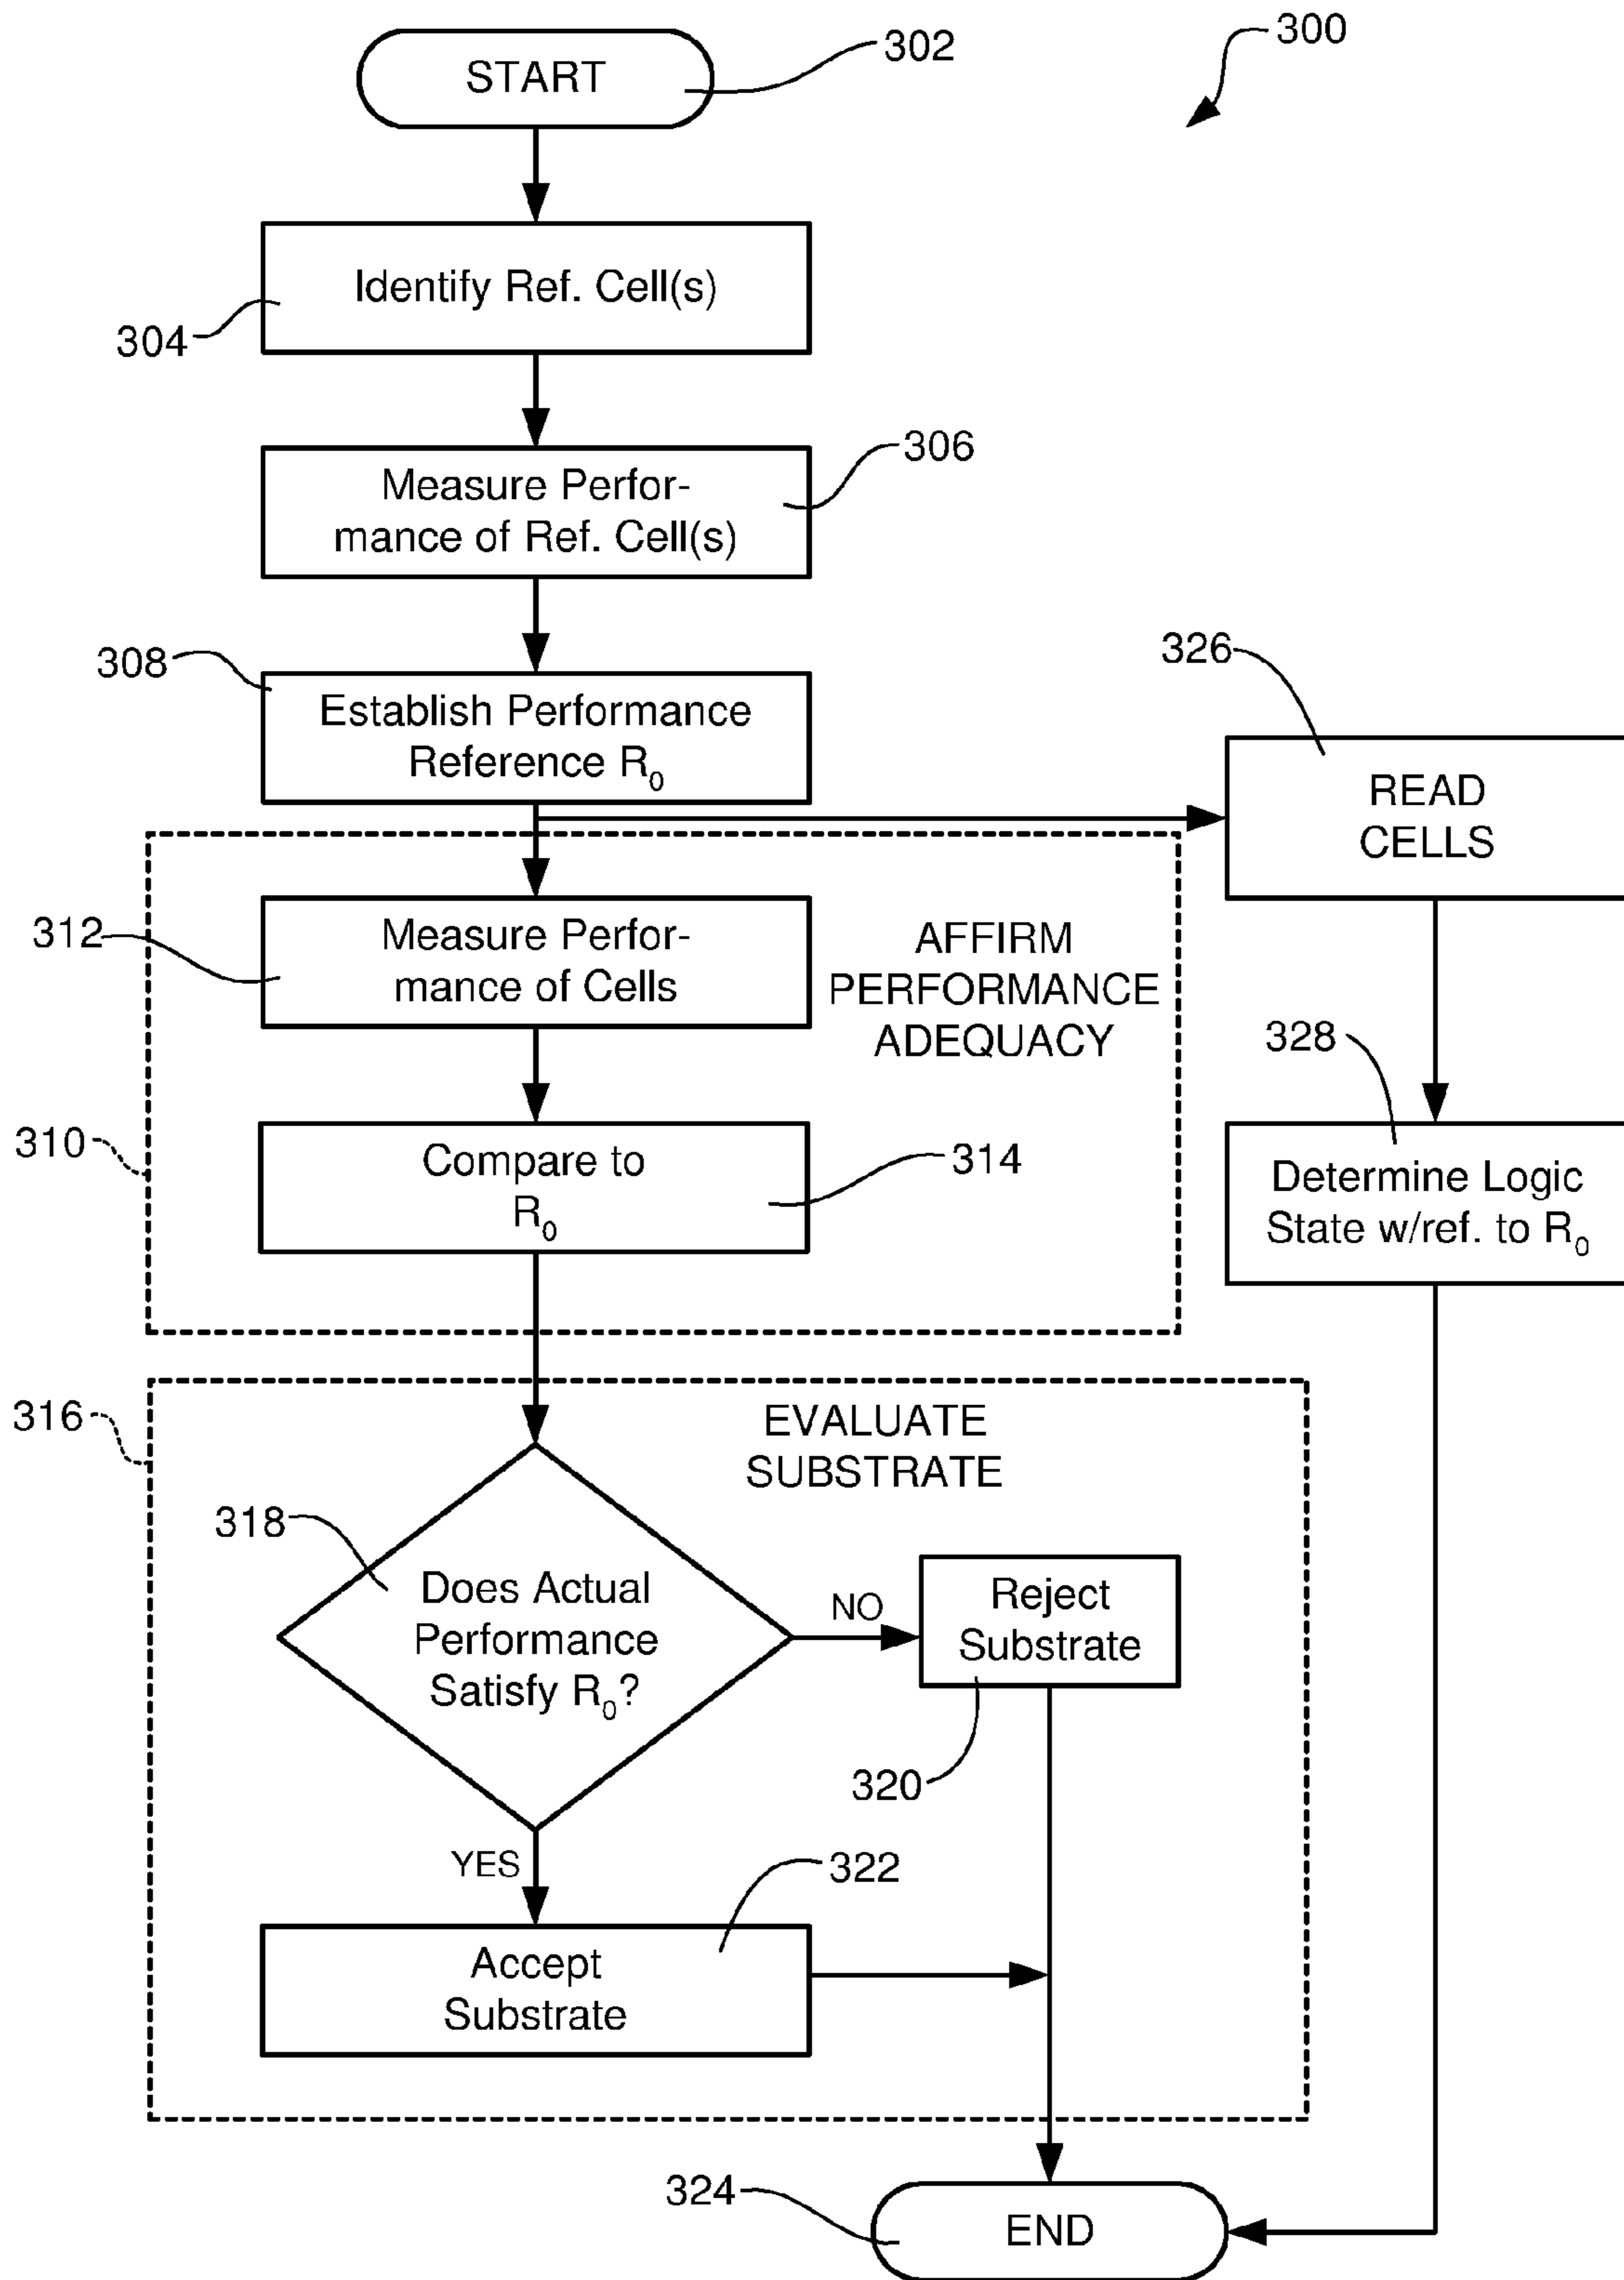 300
START
302
Identify Ref. Cell(s)
304
Measure Perfor-
mance of Ref. Cell(s)
306
308
Establish Performance
Reference R₀
326
READ
CELLS
312
Measure Perfor-
mance of Cells
AFFIRM
PERFORMANCE
ADEQUACY
328
310
Compare to
R₀
314
Determine Logic
State w/ref. to R₀
316
EVALUATE
SUBSTRATE
318
Does Actual
Performance
Satisfy R₀?
NO
Reject
Substrate
320
YES
322
Accept
Substrate
324
END